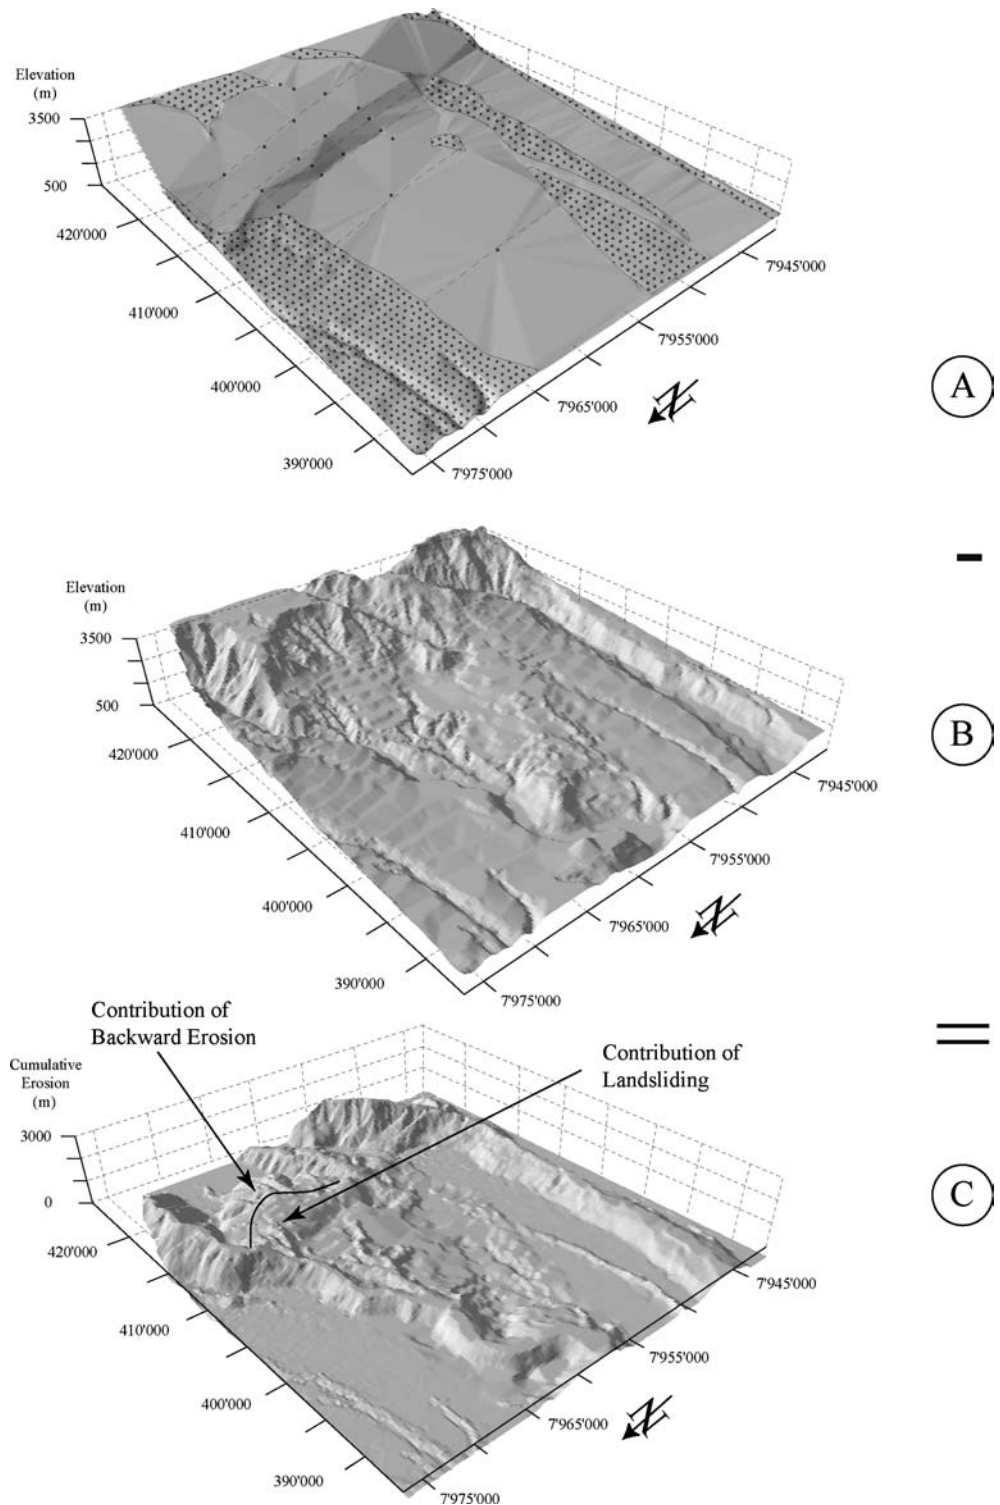 Elevation
(m)
3500
500
420'000
410'000
400'000
390'000
7'975'000
7'965'000
7'955'000
7'945'000
N
A
-
Elevation
(m)
3500
500
420'000
410'000
400'000
390'000
7'975'000
7'965'000
7'955'000
7'945'000
N
B
=
Contribution of
Backward Erosion
Contribution of
Landsliding
Cumulative
Erosion
(m)
3000
0
420'000
410'000
400'000
390'000
7'975'000
7'965'000
7'955'000
7'945'000
N
C